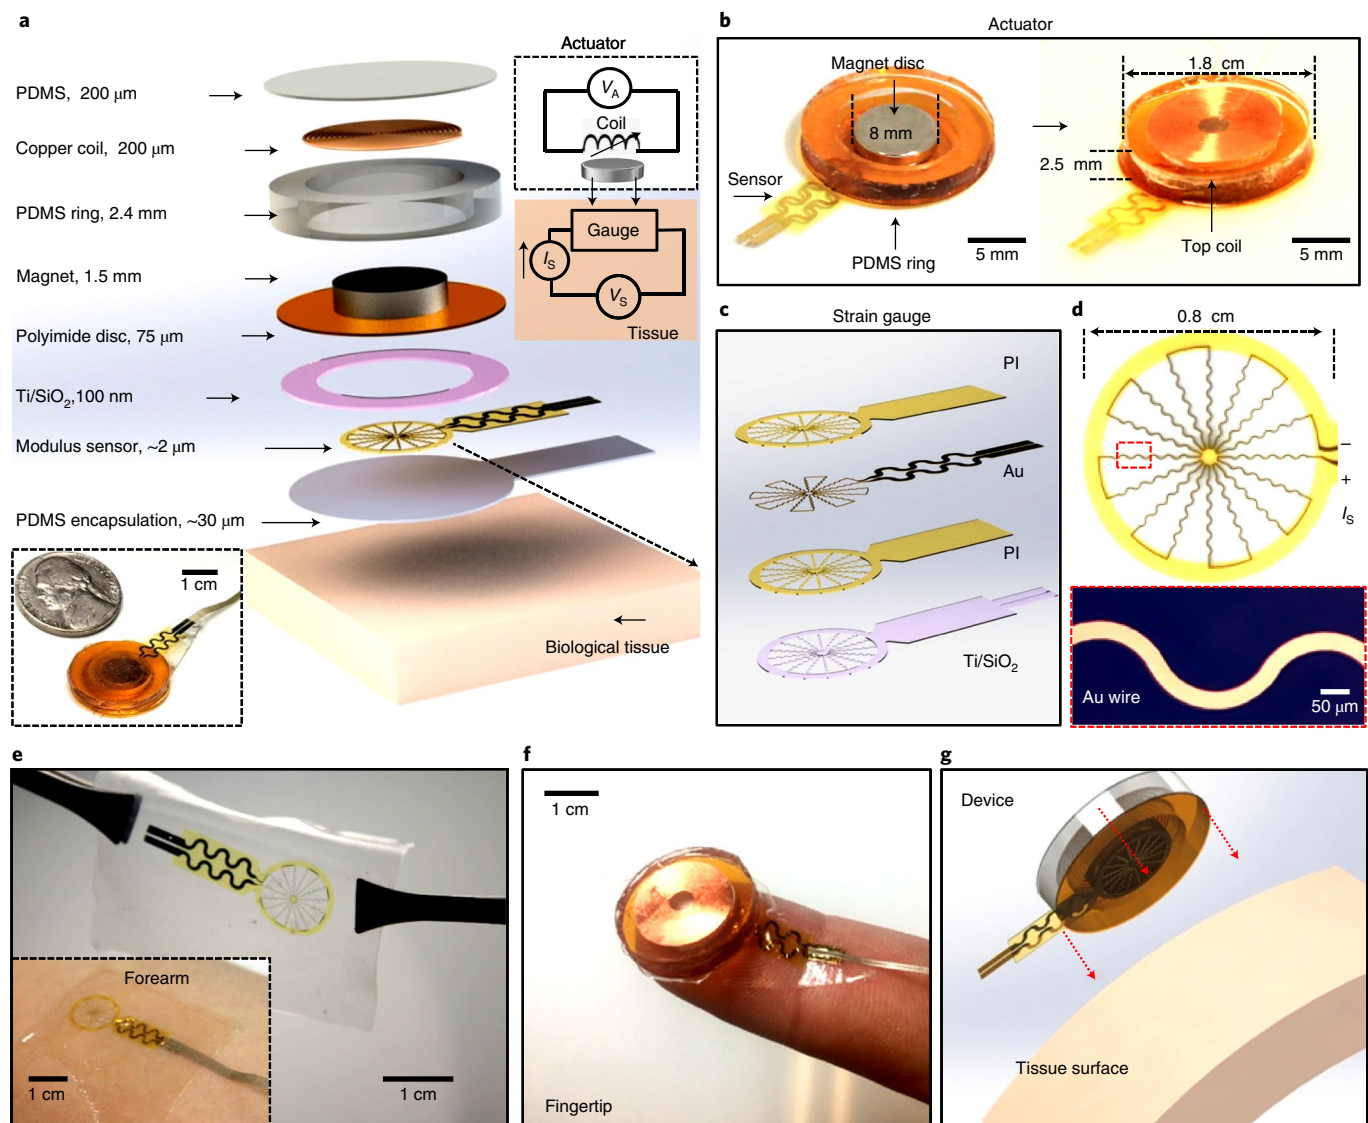 a
PDMS, 200 μm
Copper coil, 200 μm
PDMS ring, 2.4 mm
Magnet, 1.5 mm
Polyimide disc, 75 μm
Ti/SiO2,100 nm
Modulus sensor, ~2 μm
PDMS encapsulation, ~30 μm
Biological tissue
1 cm
Actuator
VA
Coil
Gauge
IS
VS
Tissue
b
Actuator
Magnet disc
8 mm
Sensor
PDMS ring
5 mm
1.8 cm
2.5 mm
Top coil
5 mm
c
Strain gauge
PI
Au
PI
Ti/SiO2
d
0.8 cm
–
+
IS
Au wire
50 μm
e
Forearm
1 cm
1 cm
f
1 cm
Fingertip
g
Device
Tissue surface